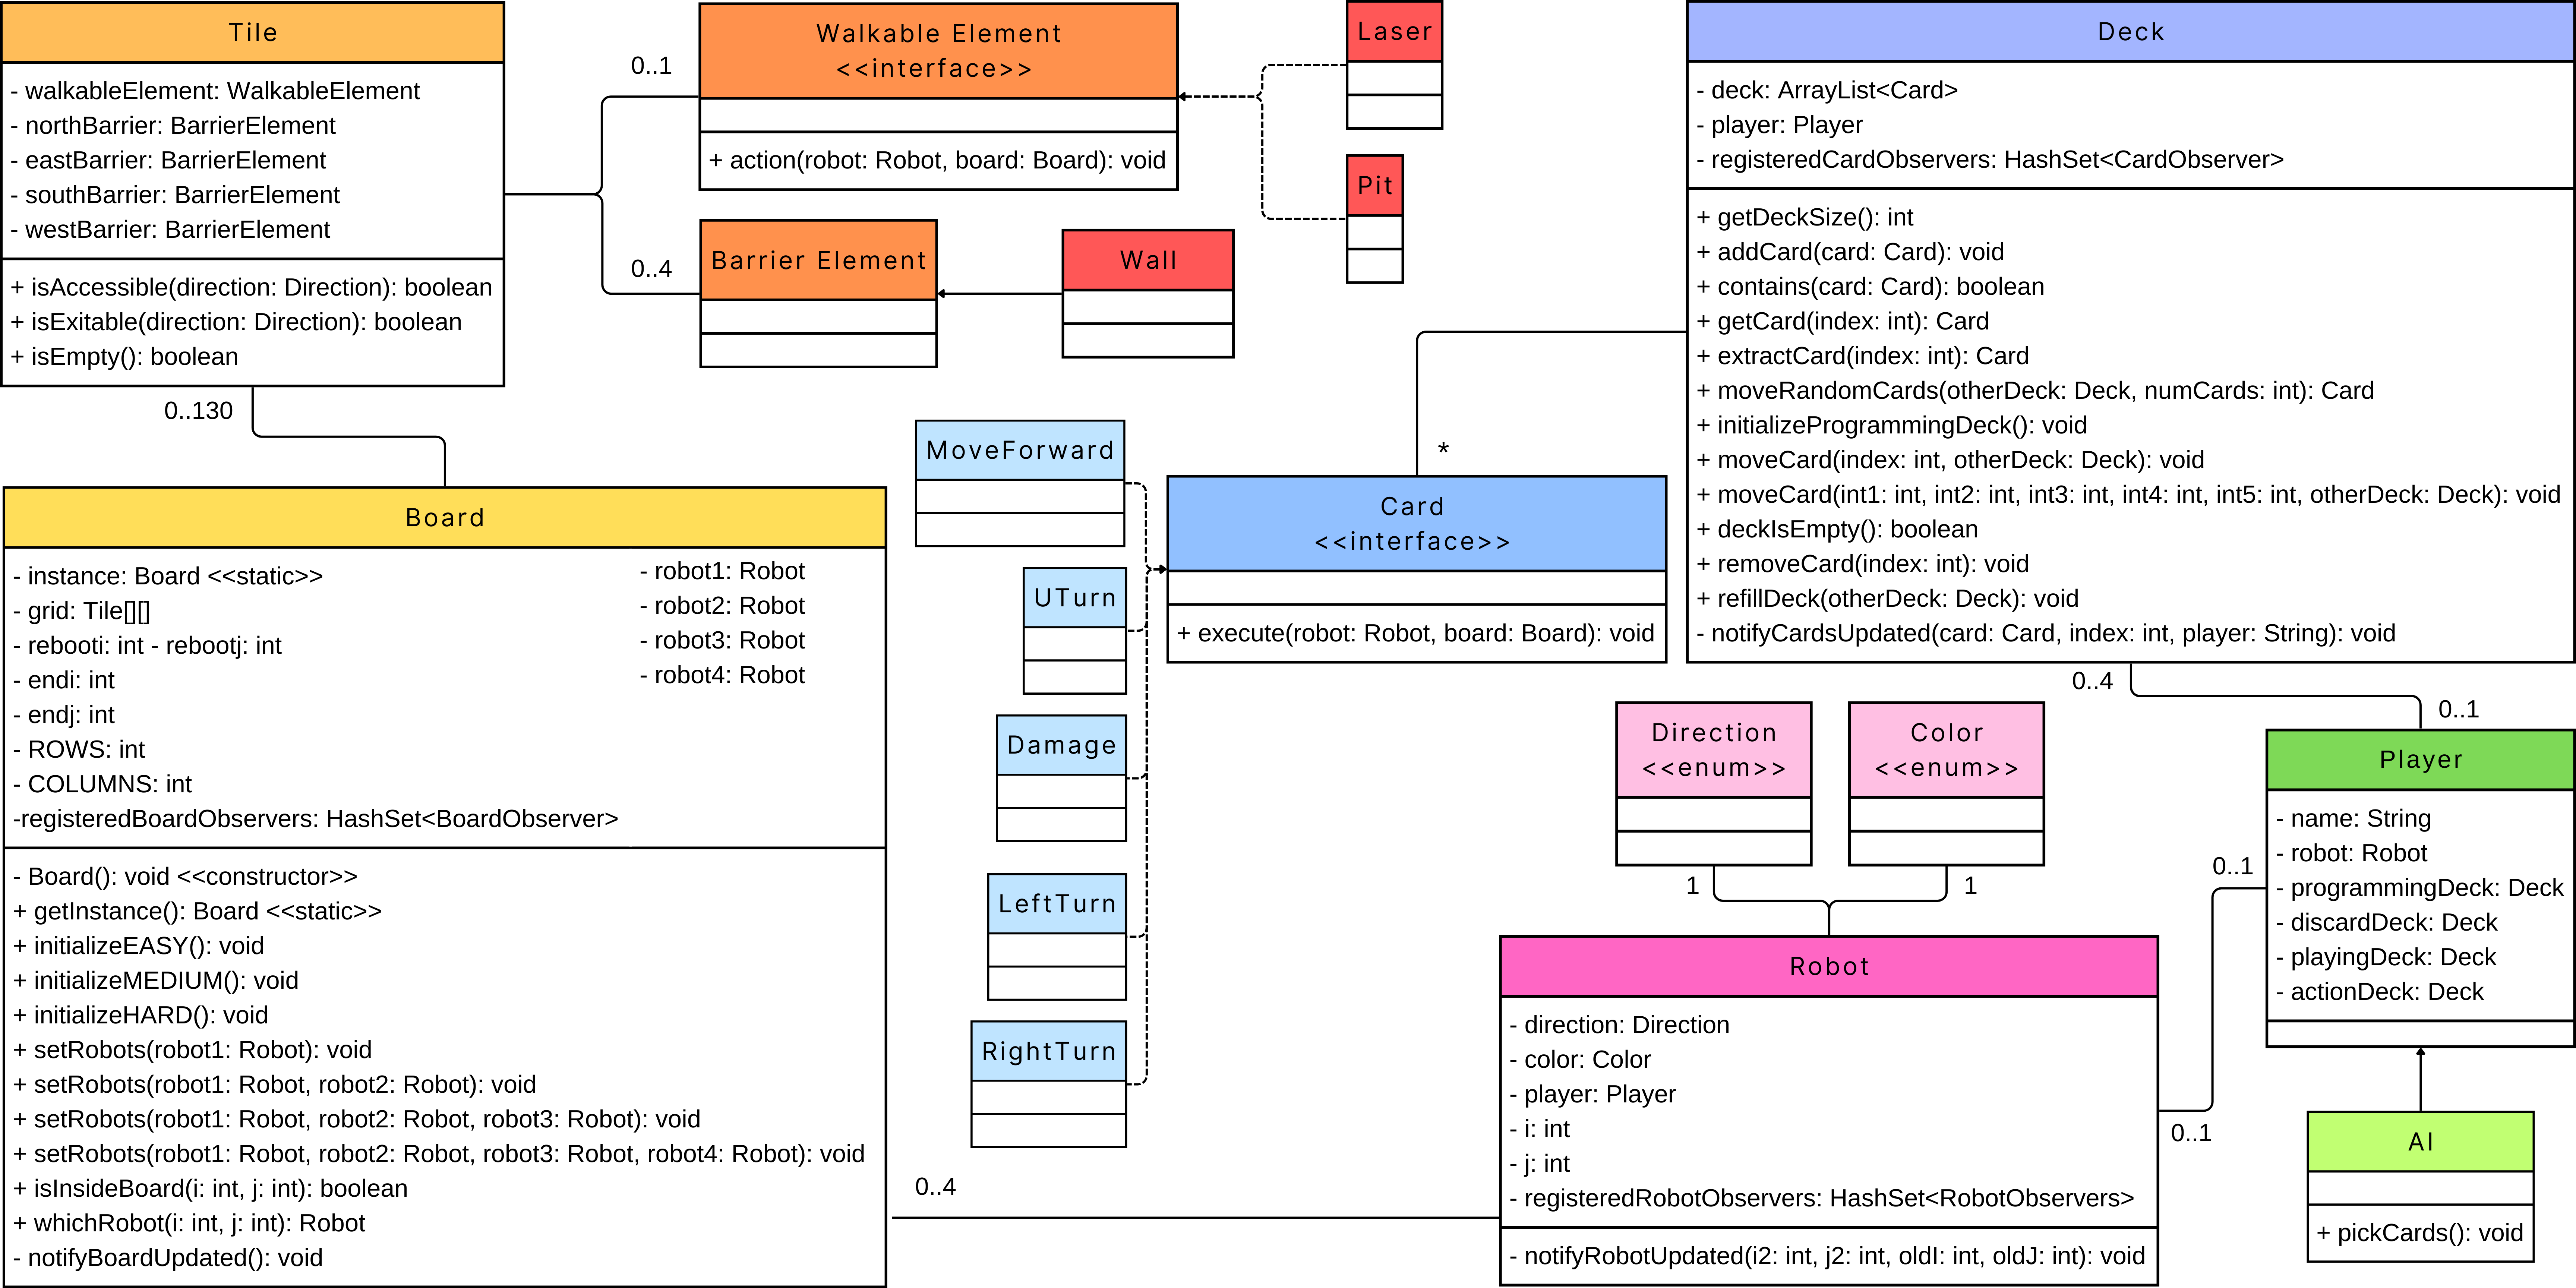 Tile
- walkableElement: WalkableElement
- northBarrier: BarrierElement
- eastBarrier: BarrierElement
- southBarrier: BarrierElement
- westBarrier: BarrierElement
+ isAccessible(direction: Direction): boolean
+ isExitable(direction: Direction): boolean
+ isEmpty(): boolean
0..1
0..4
0..130
Walkable Element
<<interface>>
+ action(robot: Robot, board: Board): void
Barrier Element
Wall
Laser
Pit
Deck
- deck: ArrayList<Card>
- player: Player
- registeredCardObservers: HashSet<CardObserver>
+ getDeckSize(): int
+ addCard(card: Card): void
+ contains(card: Card): boolean
+ getCard(index: int): Card
+ extractCard(index: int): Card
+ moveRandomCards(otherDeck: Deck, numCards: int): Card
+ initializeProgrammingDeck(): void
+ moveCard(index: int, otherDeck: Deck): void
+ moveCard(int1: int, int2: int, int3: int, int4: int, int5: int, otherDeck: Deck): void
+ deckIsEmpty(): boolean
+ removeCard(index: int): void
+ refillDeck(otherDeck: Deck): void
- notifyCardsUpdated(card: Card, index: int, player: String): void
*
Card
<<interface>>
+ execute(robot: Robot, board: Board): void
MoveForward
UTurn
Damage
LeftTurn
RightTurn
Board
- instance: Board <<static>>
- grid: Tile[][]
- rebooti: int - rebootj: int
- endi: int
- endj: int
- ROWS: int
- COLUMNS: int
-registeredBoardObservers: HashSet<BoardObserver>
- robot1: Robot
- robot2: Robot
- robot3: Robot
- robot4: Robot
- Board(): void <<constructor>>
+ getInstance(): Board <<static>>
+ initializeEASY(): void
+ initializeMEDIUM(): void
+ initializeHARD(): void
+ setRobots(robot1: Robot): void
+ setRobots(robot1: Robot, robot2: Robot): void
+ setRobots(robot1: Robot, robot2: Robot, robot3: Robot): void
+ setRobots(robot1: Robot, robot2: Robot, robot3: Robot, robot4: Robot): void
+ isInsideBoard(i: int, j: int): boolean
+ whichRobot(i: int, j: int): Robot
- notifyBoardUpdated(): void
0..4
Direction
<<enum>>
Color
<<enum>>
1
1
Robot
- direction: Direction
- color: Color
- player: Player
- i: int
- j: int
- registeredRobotObservers: HashSet<RobotObservers>
- notifyRobotUpdated(i2: int, j2: int, oldI: int, oldJ: int): void
0..4
0..1
Player
- name: String
- robot: Robot
- programmingDeck: Deck
- discardDeck: Deck
- playingDeck: Deck
- actionDeck: Deck
0..1
0..1
AI
+ pickCards(): void